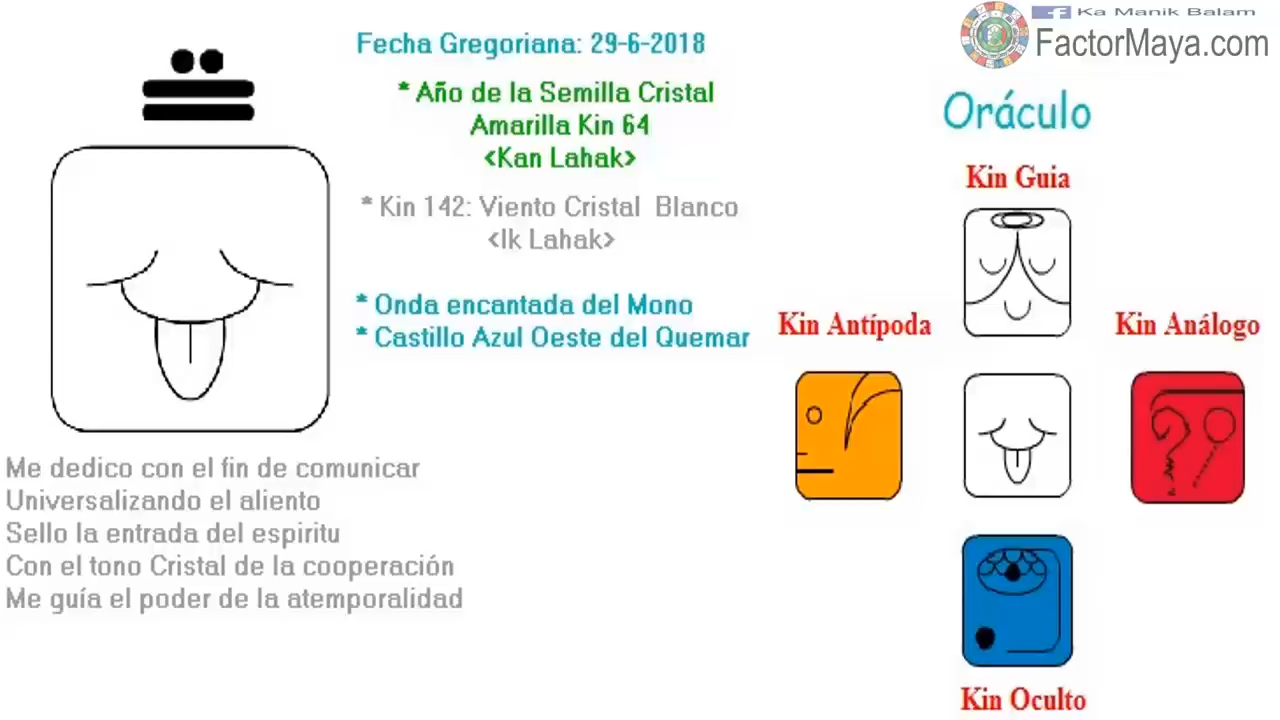 Ka Manik Balam
FactorMaya.com
Fecha Gregoriana: 29-6-2018
* Año de la Semilla Cristal
Amarilla Kin 64
<Kan Lahak>
* Kin 142: Viento Cristal Blanco
<Ik Lahak>
* Onda encantada del Mono
* Castillo Azul Oeste del Quemar
Me dedico con el fin de comunicar
Universalizando el aliento
Sello la entrada del espiritu
Con el tono Cristal de la cooperación
Me guía el poder de la atemporalidad
Oráculo
Kin Guia
Kin Antípoda
Kin Análogo
Kin Oculto